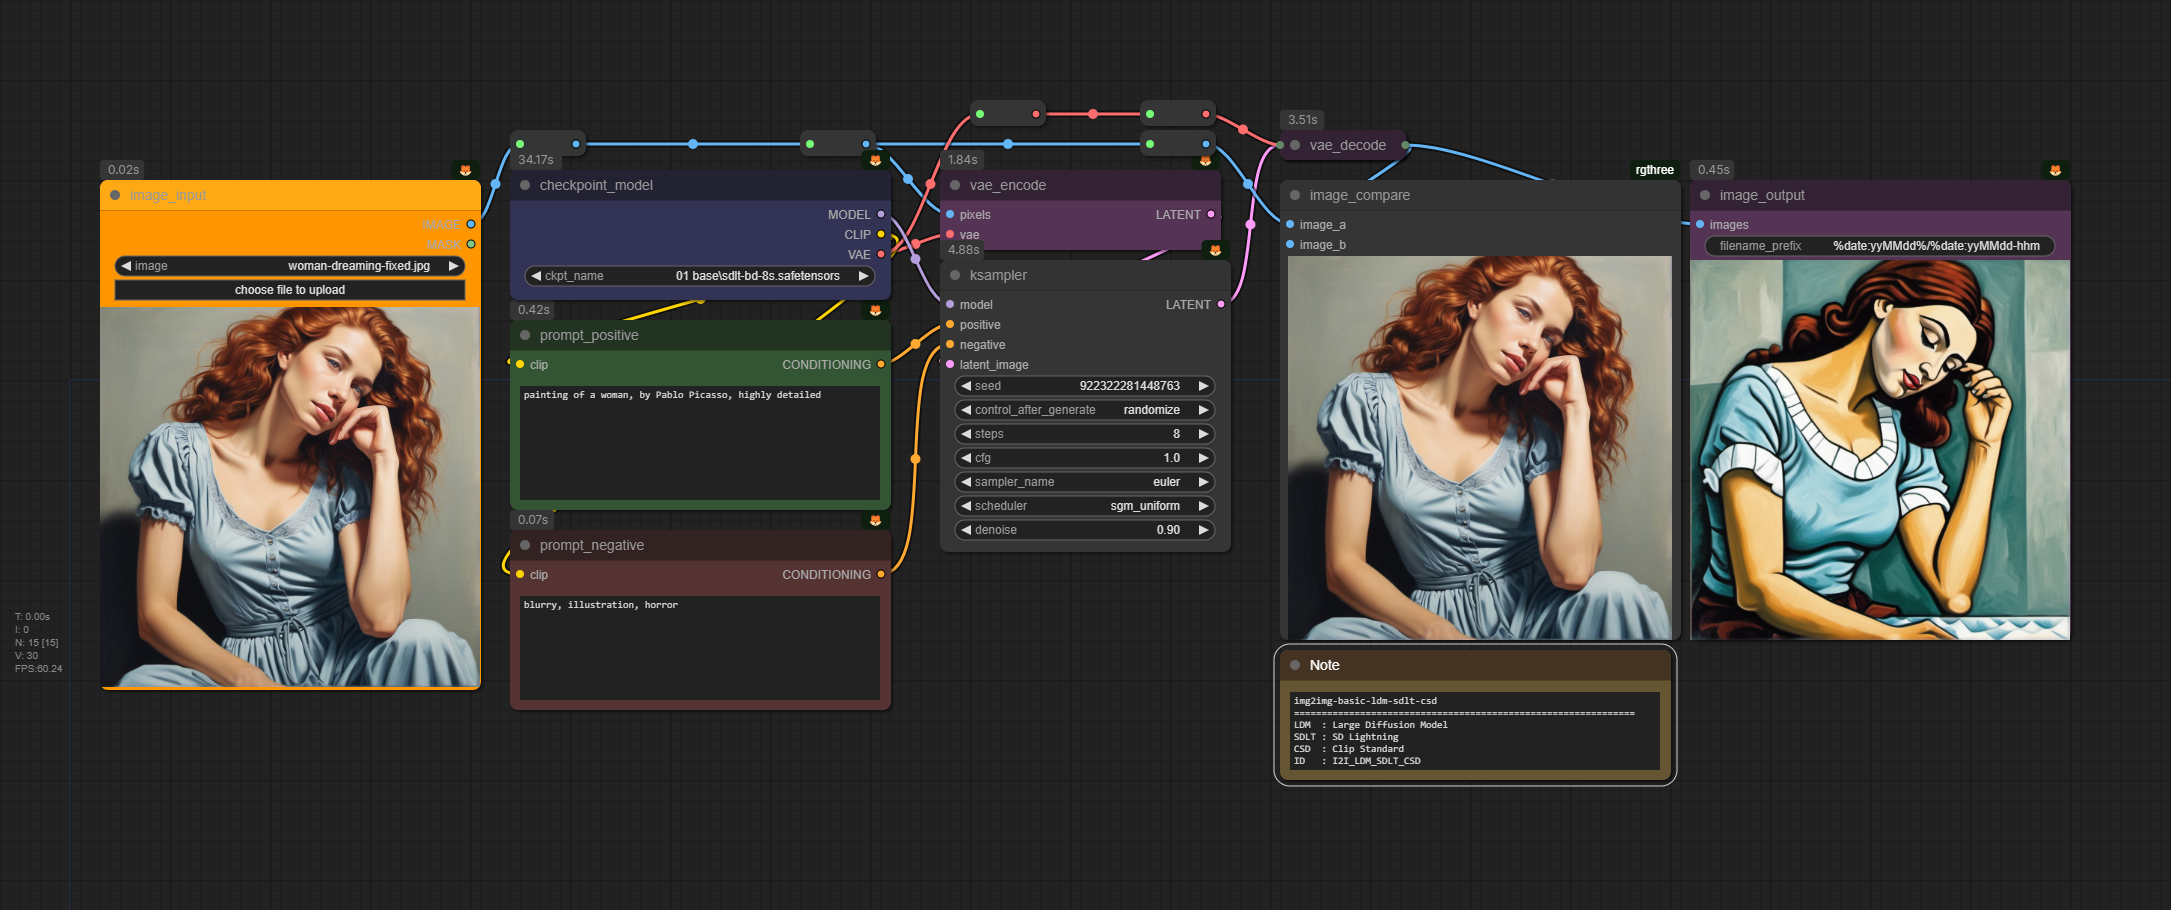 0.02s
image_input
IMAGE
MASK
image woman-dreaming-fixed.jpg
choose file to upload
34.17s
checkpoint_model
MODEL
CLIP
VAE
ckpt_name 01 base\sdlt-bd-8s.safetensors
0.42s
prompt_positive
clip CONDITIONING
painting of a woman, by Pablo Picasso, highly detailed
0.07s
prompt_negative
clip CONDITIONING
blurry, illustration, horror
1.84s
vae_encode
pixels LATENT
vae
4.88s
ksampler
model LATENT
positive
negative
latent_image
seed 922322281448763
control_after_generate randomize
steps 8
cfg 1.0
sampler_name euler
scheduler sgm_uniform
denoise 0.90
3.51s
vae_decode
rgthree
image_compare
image_a
image_b
0.45s
image_output
images
filename_prefix %date:yyMMdd%/%date:yyMMdd-hhm
Note
img2img-basic-ldm-sdlt-csd
==============================================================
LDM : Large Diffusion Model
SDLT : SD Lightning
CSD : Clip Standard
ID : I2I_LDM_SDLT_CSD
T: 0.00s
I: 0
N: 15 [15]
V: 30
FPS:60.24